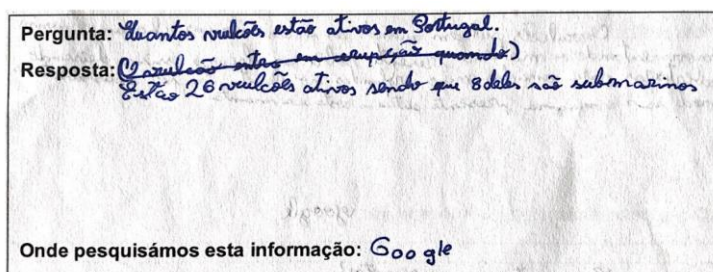 Pergunta: Quantos vulcões estão ativos em Portugal.
Resposta: (O vulcão entra em erupção quando)
Estão 26 vulcões ativos sendo que 8 deles são submarinos
Onde pesquisámos esta informação: Google